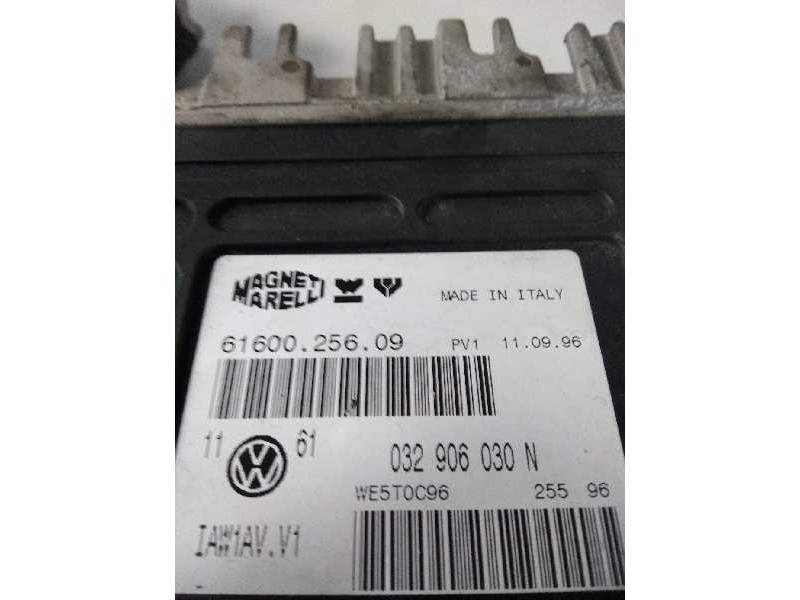 MAGNETI MARELLI MADE IN ITALY
61600.256.09 PV1 11.09.96
11 61 032 906 030 N
WE5T0C96 255 96
IAW1AV.V1